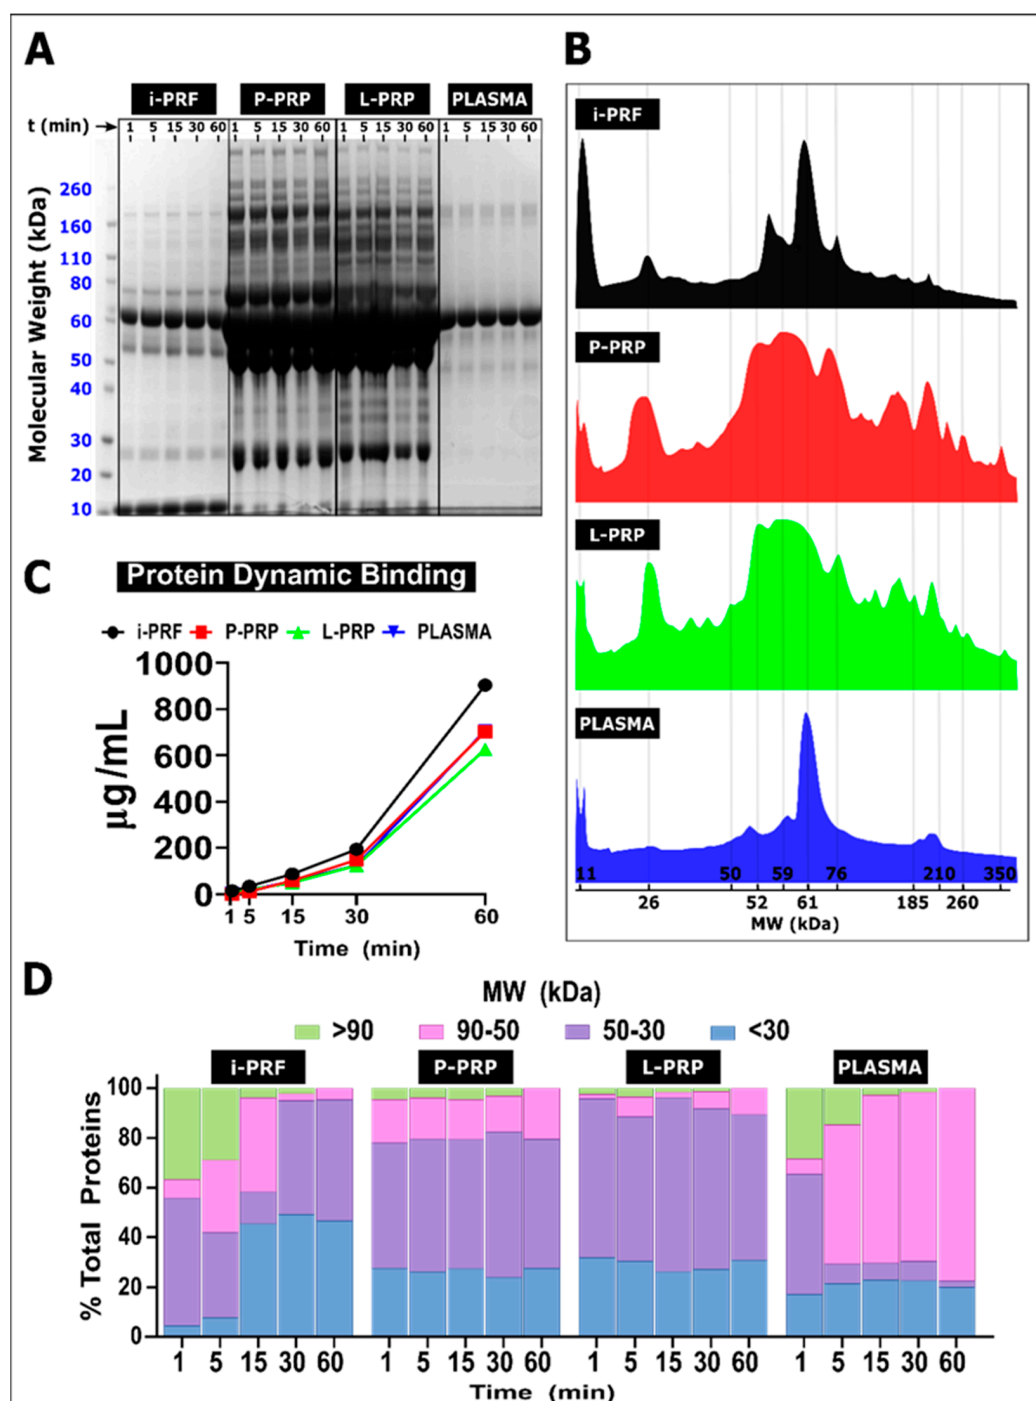 A
i-PRF P-PRP L-PRP PLASMA
t (min) → 1 5 15 30 60 1 5 15 30 60 1 5 15 30 60 1 5 15 30 60
Molecular Weight (kDa)
260
160
110
80
60
50
40
30
20
10
B
i-PRF
P-PRP
L-PRP
PLASMA
11 50 59 76 210 350
26 52 61 185 260
MW (kDa)
C
Protein Dynamic Binding
i-PRF P-PRP L-PRP PLASMA
µg/mL
1000
800
600
400
200
0
1 5 15 30 60
Time (min)
D
MW (kDa)
>90 90-50 50-30 <30
i-PRF P-PRP L-PRP PLASMA
% Total Proteins
100
80
60
40
20
0
1 5 15 30 60 1 5 15 30 60 1 5 15 30 60 1 5 15 30 60
Time (min)